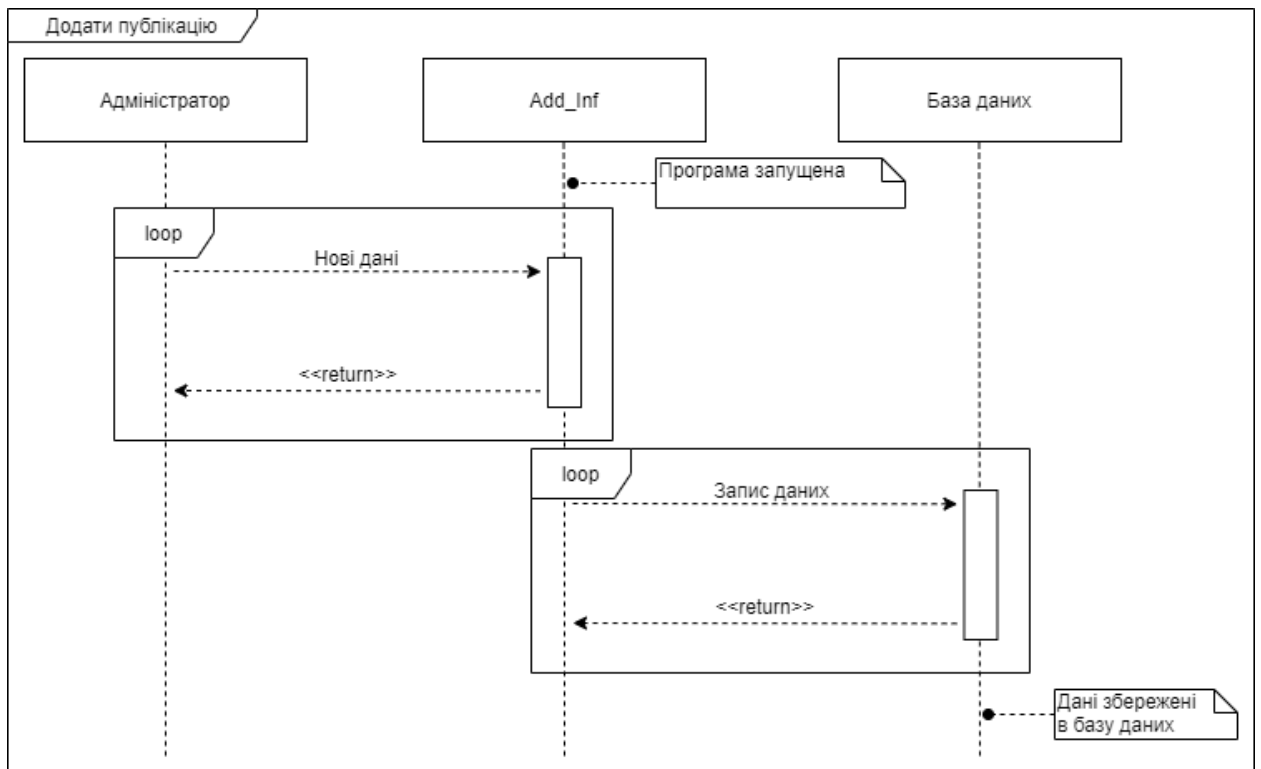 Додати публікацію
Адміністратор
Add_Inf
База даних
Програма запущена
loop
Нові дані
<<return>>
loop
Запис даних
<<return>>
Дані збережені
в базу даних